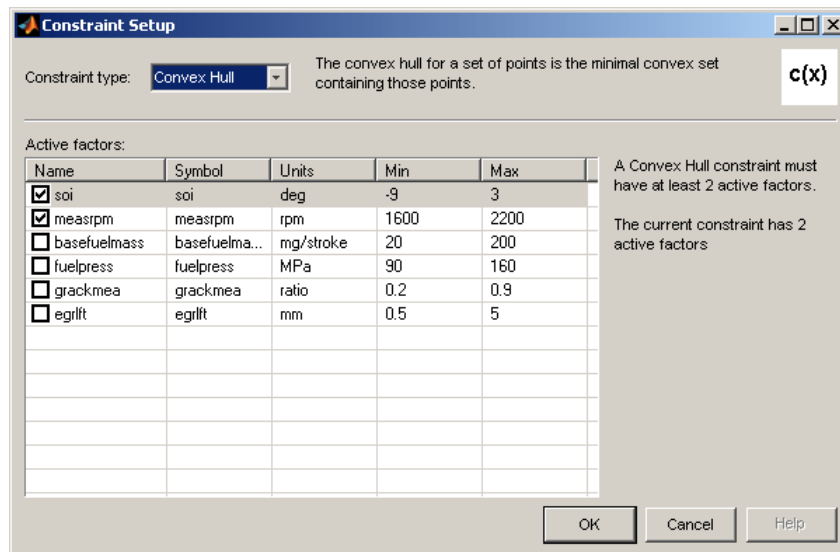 Constraint Setup
Constraint type: Convex Hull
The convex hull for a set of points is the minimal convex set
containing those points.
c(x)
Active factors:
Name Symbol Units Min Max
soi soi deg -9 3
measrpm measrpm rpm 1600 2200
basefuelmass basefuelma... mg/stroke 20 200
fuelpress fuelpress MPa 90 160
grackmea grackmea ratio 0.2 0.9
egrlft egrlft mm 0.5 5
A Convex Hull constraint must
have at least 2 active factors.
The current constraint has 2
active factors
OK Cancel Help